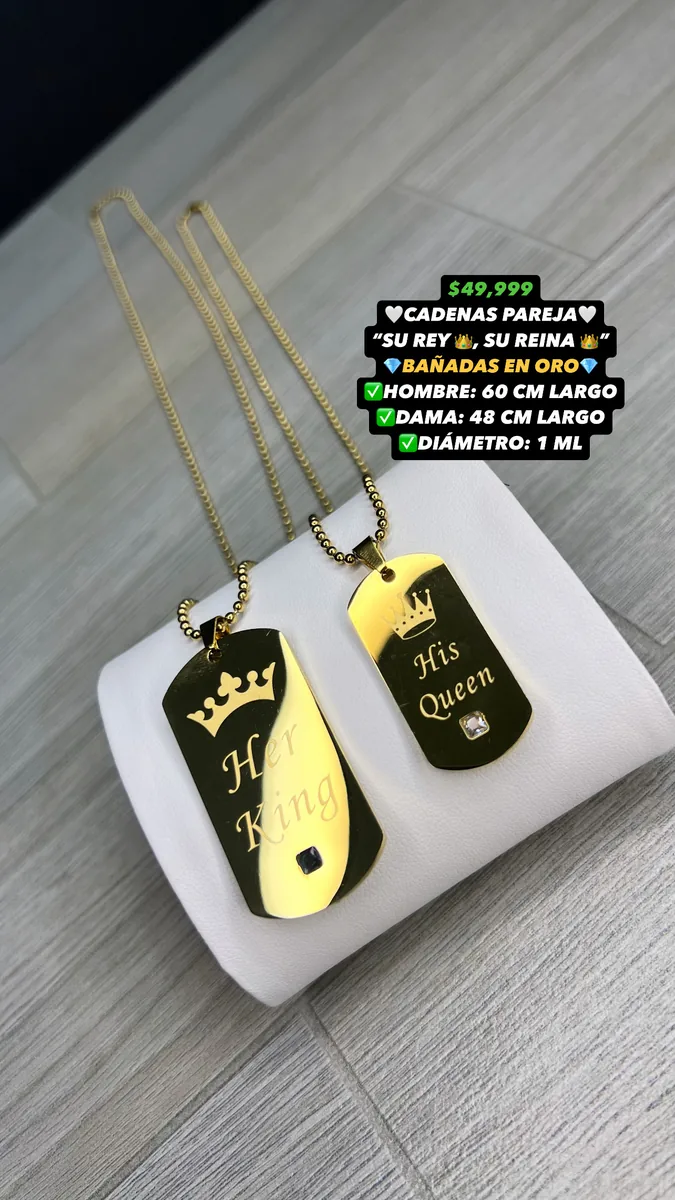 $49,999
🤍CADENAS PAREJA🤍
“SU REY 👑, SU REINA 👑”
💎BAÑADAS EN ORO💎
✅HOMBRE: 60 CM LARGO
✅DAMA: 48 CM LARGO
✅DIÁMETRO: 1 ML
His
Queen
Her
King